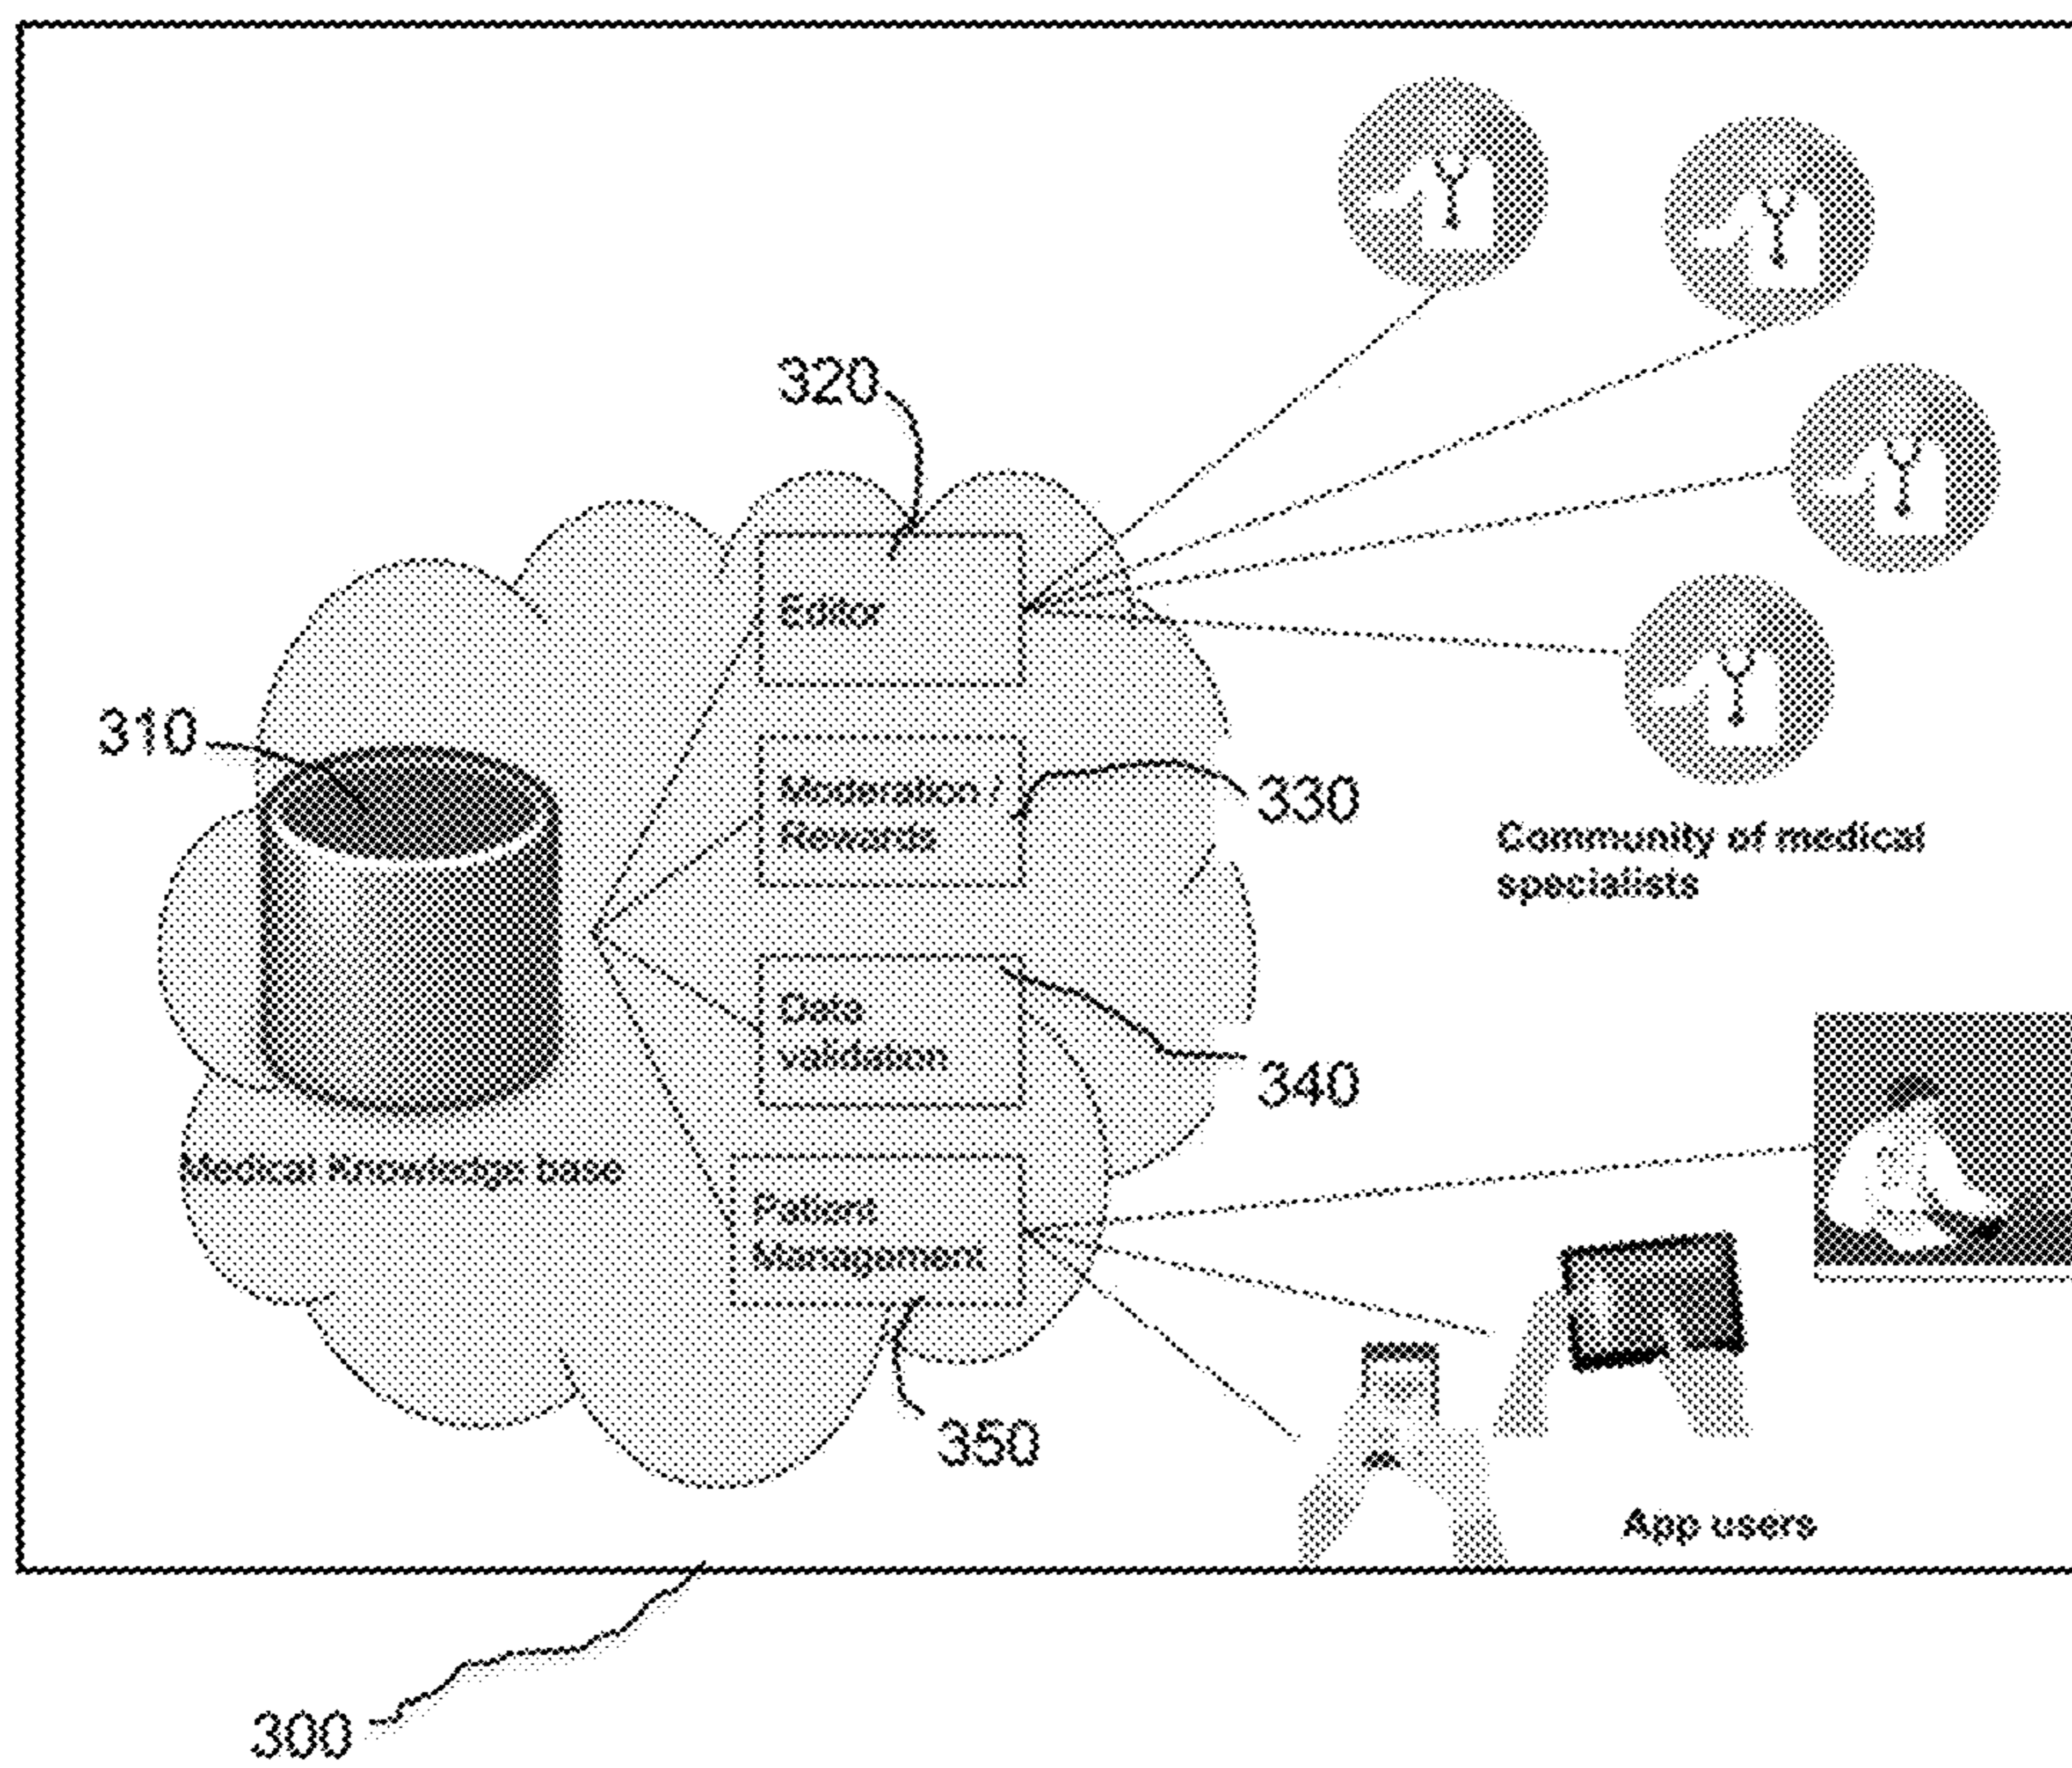 320
Editor
310
Moderation /
Rewards
330
Community of medical
specialists
Data
validation
340
Medical Knowledge base
Patient
Management
350
App users
300